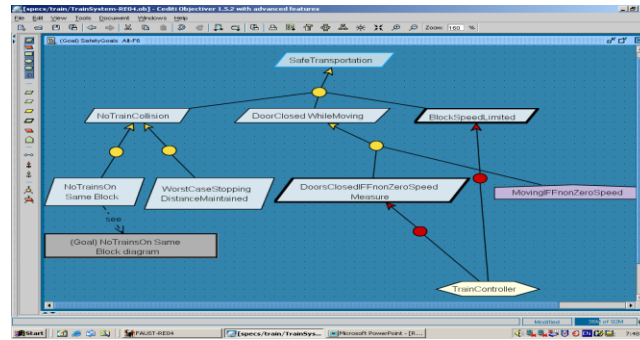 [specs/train/TrainSystem-RE04.ob] - Cediti Objectiver 1.5.2 with advanced features
File Edit View Tools Document Windows Help
Zoom: 160 %
(Goal) SafetyGoals Alt-F6
SafeTransportation
NoTrainCollision
DoorClosed WhileMoving
BlockSpeedLimited
NoTrainsOn
Same Block
WorstCaseStopping
DistanceMaintained
DoorsClosedIFFnonZeroSpeed
Measure
MovingIFFnonZeroSpeed
see
(Goal) NoTrainsOn Same
Block diagram
TrainController
Modified
Start
FAUST-RE04
[specs/train/TrainSys...
Microsoft PowerPoint - [R...